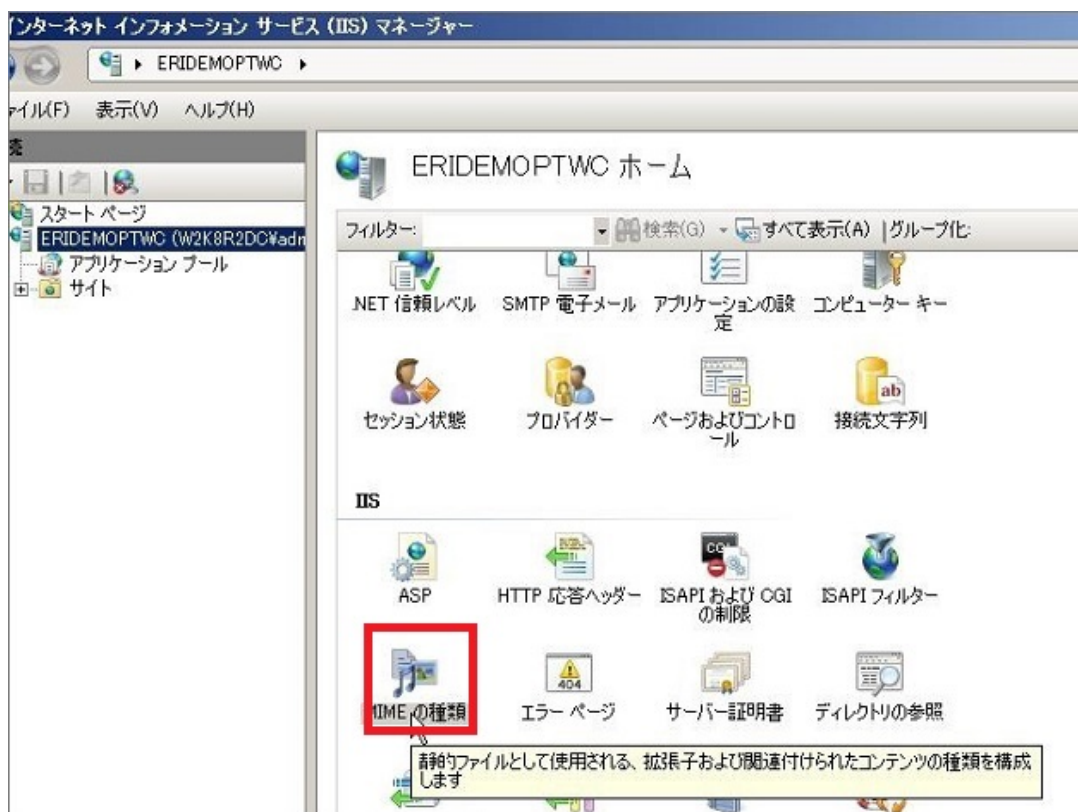 インターネット インフォメーション サービス (IIS) マネージャー
ERIDEMOPTWC
ァイル(F) 表示(V) ヘルプ(H)
続
スタート ページ
ERIDEMOPTWC (W2K8R2DC¥adn
アプリケーション プール
サイト
ERIDEMOPTWC ホーム
フィルター: 検索(G) すべて表示(A) グループ化:
.NET 信頼レベル SMTP 電子メール アプリケーションの設 コンピューター キー
定
セッション状態 プロバイダー ページおよびコントロ 接続文字列
ール
ab
IIS
ASP HTTP 応答ヘッダー ISAPI および CGI ISAPI フィルター
の制限
404
MIME の種類 エラー ページ サーバー証明書 ディレクトリの参照
静的ファイルとして使用される、拡張子および関連付けられたコンテンツの種類を構成
します